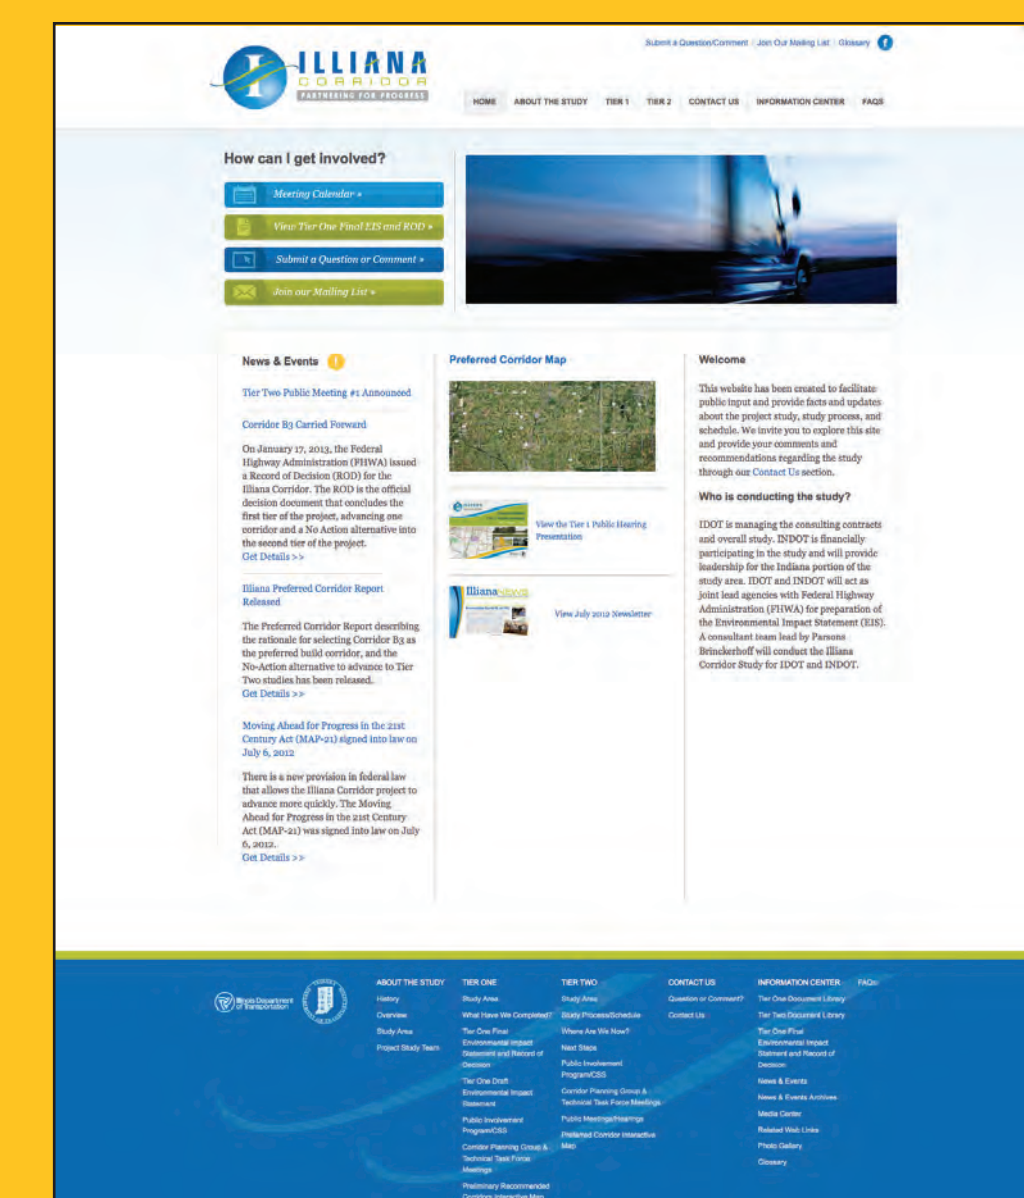 Submit a Question/Comment | Join Our Mailing List | Glossary
ILLIANA
CORRIDOR
PARTNERING FOR PROGRESS
HOME ABOUT THE STUDY TIER 1 TIER 2 CONTACT US INFORMATION CENTER FAQS
How can I get involved?
Meeting Calendar »
View Tier One Final EIS and ROD »
Submit a Question or Comment »
Join our Mailing List »
News & Events
Tier Two Public Meeting #1 Announced
Corridor B3 Carried Forward
On January 17, 2013, the Federal
Highway Administration (FHWA) issued
a Record of Decision (ROD) for the
Illiana Corridor. The ROD is the official
decision document that concludes the
first tier of the project, advancing one
corridor and a No Action alternative into
the second tier of the project.
Get Details >>
Illiana Preferred Corridor Report
Released
The Preferred Corridor Report describing
the rationale for selecting Corridor B3 as
the preferred build corridor, and the
No-Action alternative to advance to Tier
Two studies has been released.
Get Details >>
Moving Ahead for Progress in the 21st
Century Act (MAP-21) signed into law on
July 6, 2012
There is a new provision in federal law
that allows the Illiana Corridor project to
advance more quickly. The Moving
Ahead for Progress in the 21st Century
Act (MAP-21) was signed into law on July
6, 2012.
Get Details >>
Preferred Corridor Map
View the Tier 1 Public Hearing
Presentation
Illiana NEWS
View July 2012 Newsletter
Welcome
This website has been created to facilitate
public input and provide facts and updates
about the project study, study process, and
schedule. We invite you to explore this site
and provide your comments and
recommendations regarding the study
through our Contact Us section.
Who is conducting the study?
IDOT is managing the consulting contracts
and overall study. INDOT is financially
participating in the study and will provide
leadership for the Indiana portion of the
study area. IDOT and INDOT will act as
joint lead agencies with Federal Highway
Administration (FHWA) for preparation of
the Environmental Impact Statement (EIS).
A consultant team lead by Parsons
Brinckerhoff will conduct the Illiana
Corridor Study for IDOT and INDOT.
Illinois Department
of Transportation
ABOUT THE STUDY
History
Overview
Study Area
Project Study Team
TIER ONE
Study Area
What Have We Completed?
Tier One Final
Environmental Impact
Statement and Record of
Decision
Tier One Draft
Environmental Impact
Statement
Public Involvement
Program/CSS
Corridor Planning Group &
Technical Task Force
Meetings
Preliminary Recommended
Corridors Interactive Map
TIER TWO
Study Area
Study Process/Schedule
Where Are We Now?
Next Steps
Public Involvement
Program/CSS
Corridor Planning Group &
Technical Task Force Meetings
Public Meetings/Hearings
Preferred Corridor Interactive
Map
CONTACT US
Question or Comment?
Contact Us
INFORMATION CENTER
Tier One Document Library
Tier Two Document Library
Tier One Final
Environmental Impact
Statment and Record of
Decision
News & Events
News & Events Archives
Media Center
Related Web Links
Photo Gallery
Glossary
FAQs